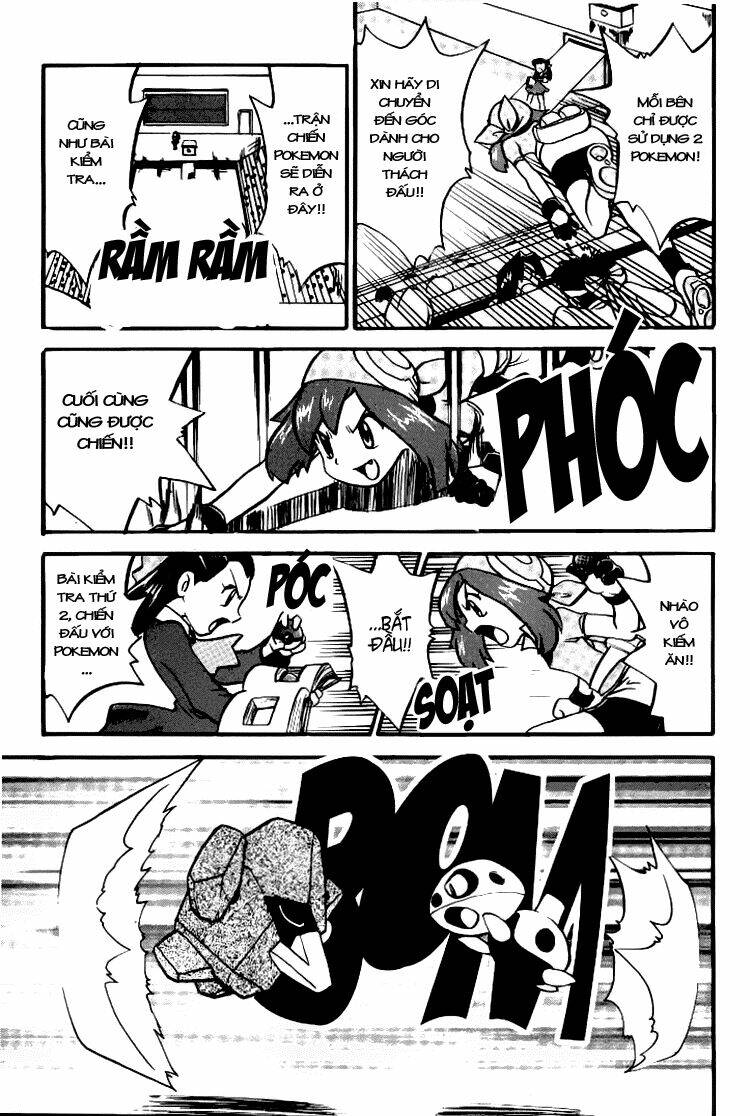 MỖI BÊN
CHỈ ĐƯỢC
SỬ DỤNG 2
POKEMON!
XIN HÃY DI
CHUYỂN
ĐẾN GÓC
DÀNH CHO
NGƯỜI
THÁCH
ĐẤU!!
...TRẬN
CHIẾN
POKEMON
SẼ DIỄN
RA Ở
ĐÂY!!
CŨNG
NHƯ BÀI
KIỂM
TRA...
RẦM RẦM
PHÓC
CUỐI CÙNG
CŨNG ĐƯỢC
CHIẾN!!
NHÀO
VÔ
KIẾM
ĂN!!
SOẠT
...BẮT
ĐẦU!!
PÓC
BÀI KIỂM
TRA THỨ
2, CHIẾN
ĐẤU VỚI
POKEMON
...
BOM